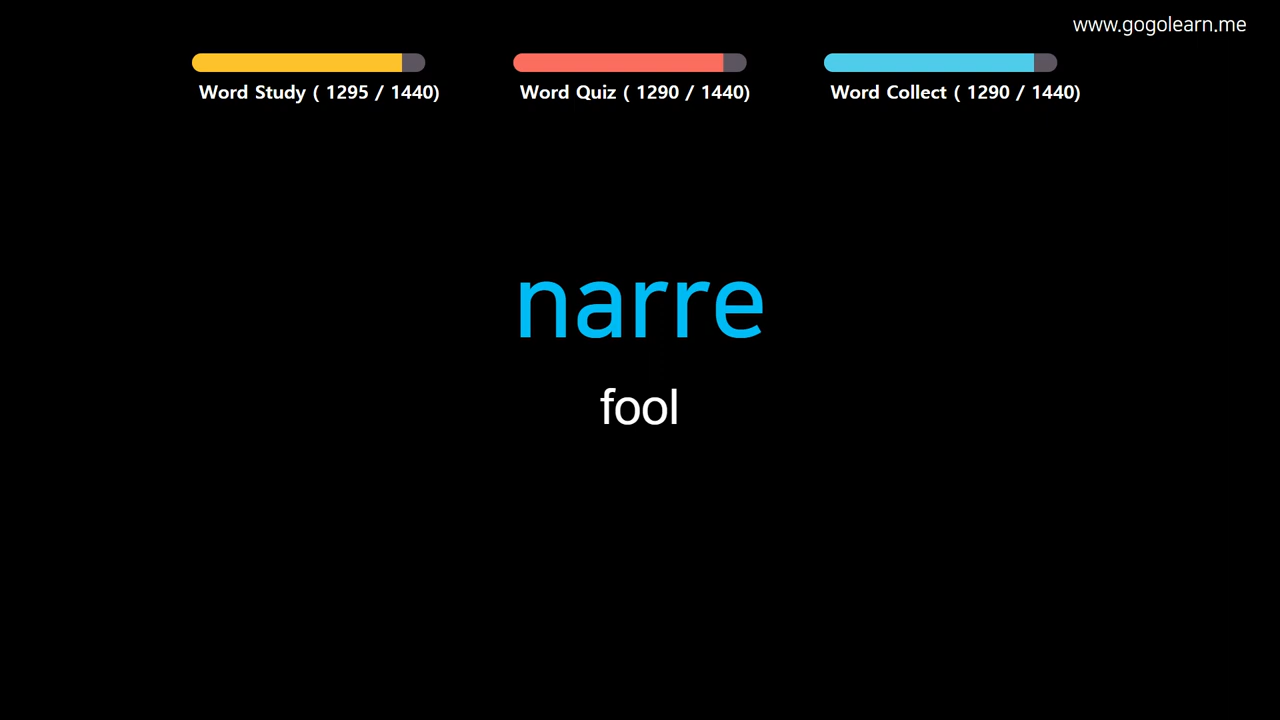 www.gogolearn.me
Word Study ( 1295 / 1440)
Word Quiz ( 1290 / 1440)
Word Collect ( 1290 / 1440)
narre
fool